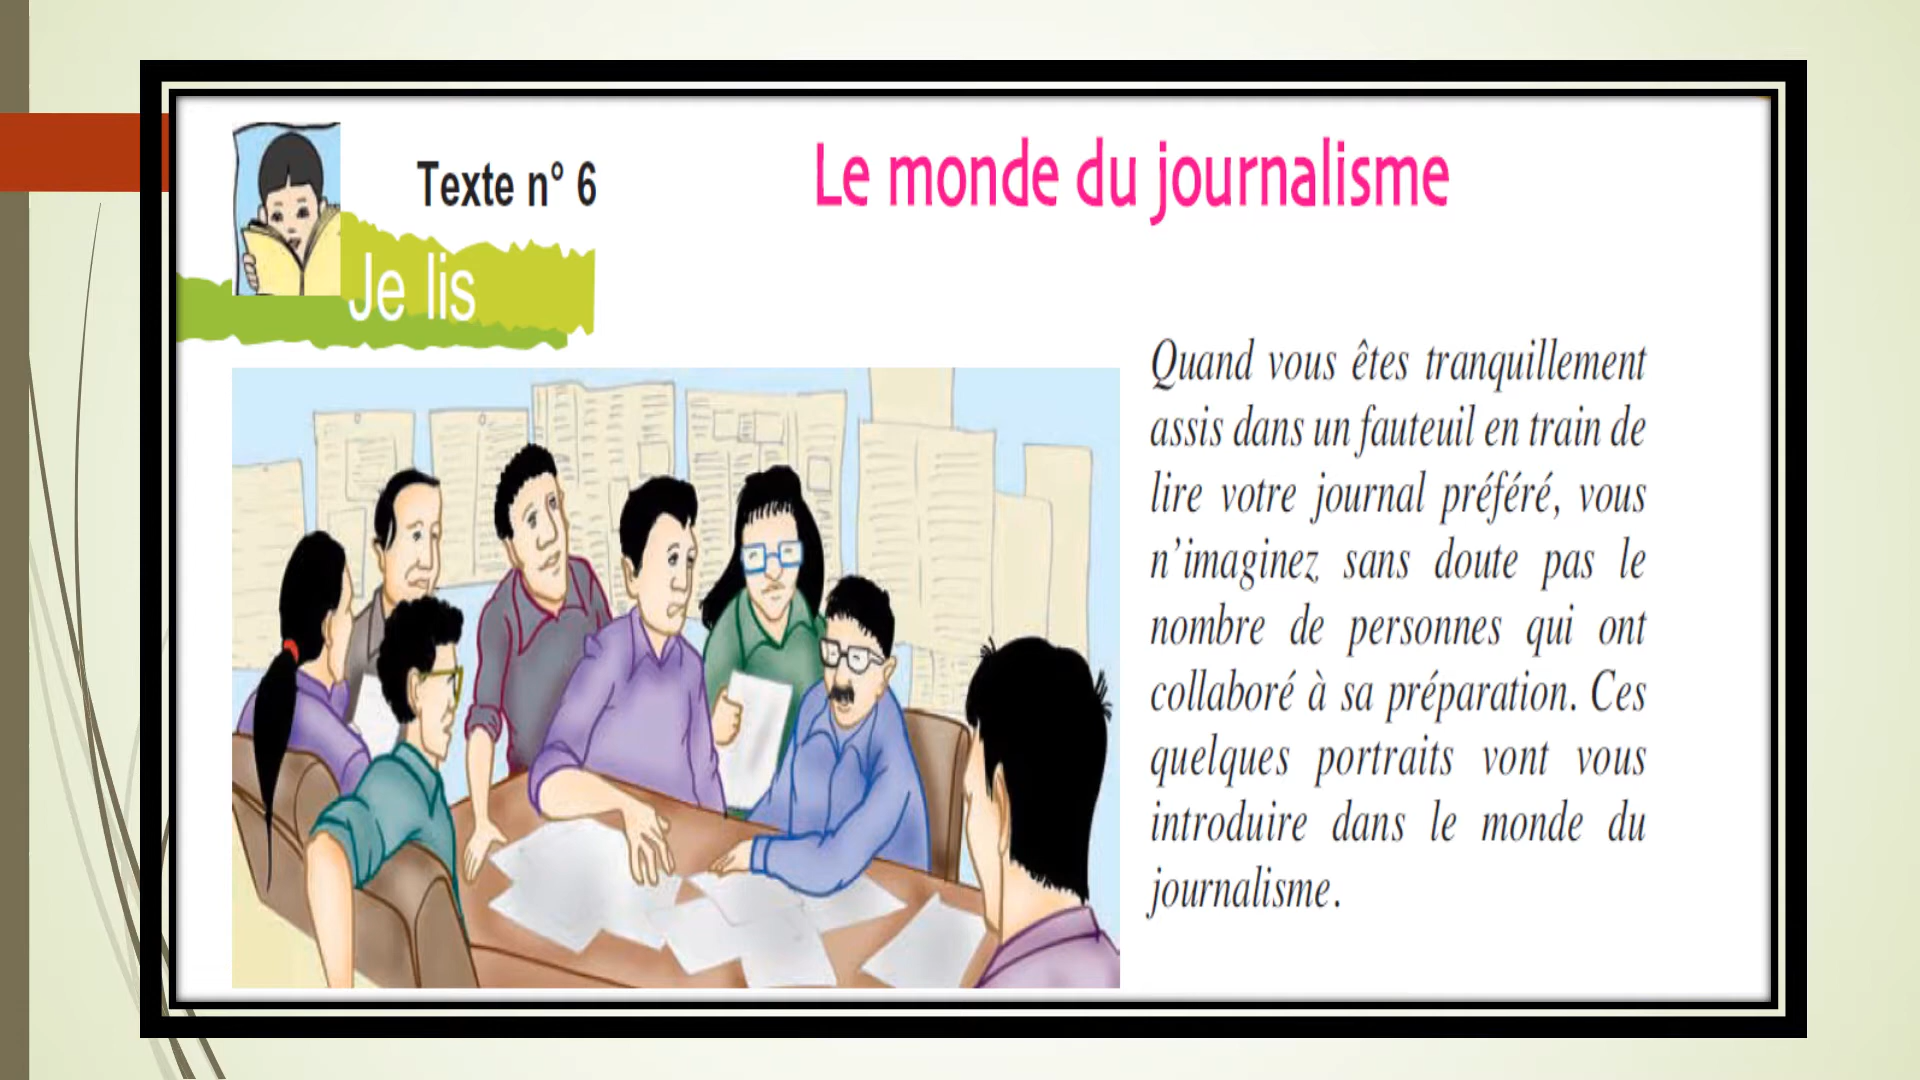 Texte n° 6
Le monde du journalisme
Je lis
Quand vous êtes tranquillement
assis dans un fauteuil en train de
lire votre journal préféré, vous
n'imaginez sans doute pas le
nombre de personnes qui ont
collaboré à sa préparation. Ces
quelques portraits vont vous
introduire dans le monde du
journalisme.